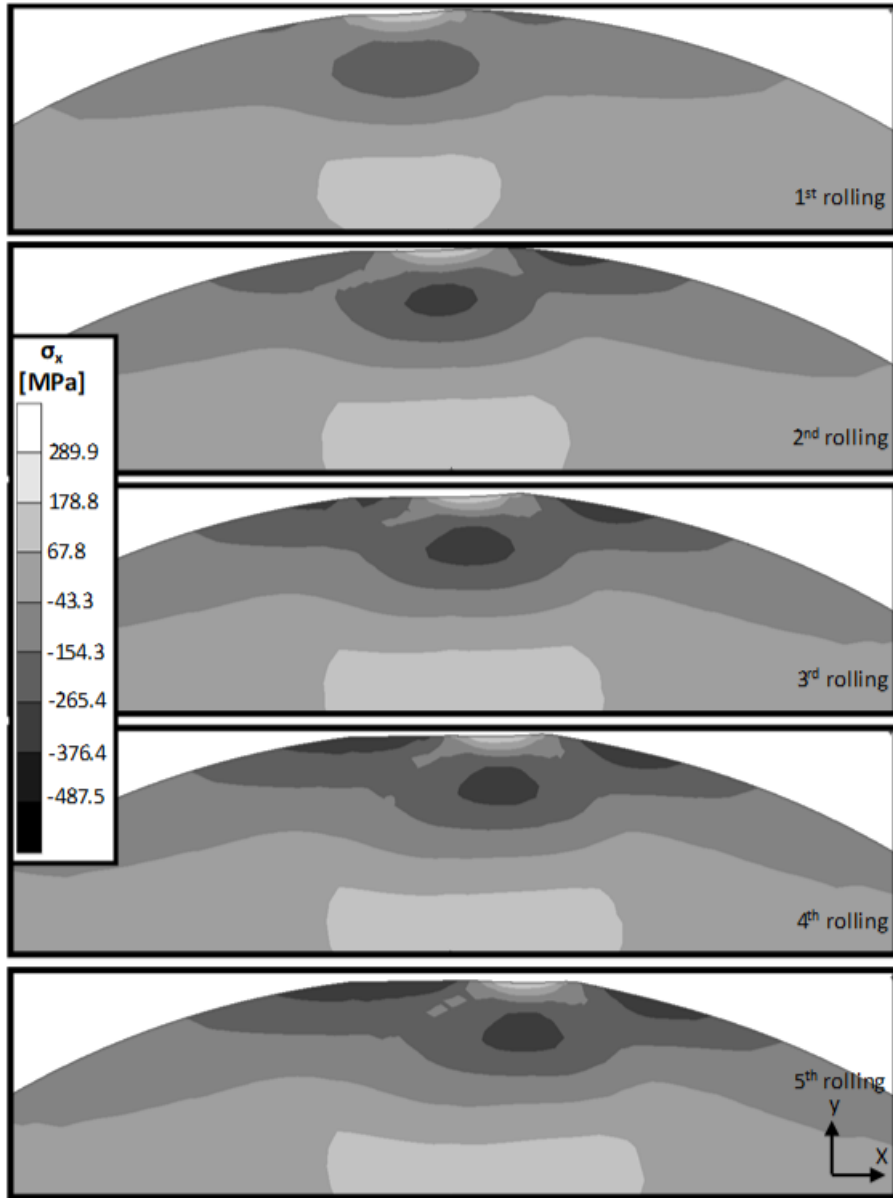 1st rolling
2nd rolling
σx
[MPa]
289.9
178.8
67.8
-43.3
-154.3
-265.4
-376.4
-487.5
3rd rolling
4th rolling
5th rolling
y
X